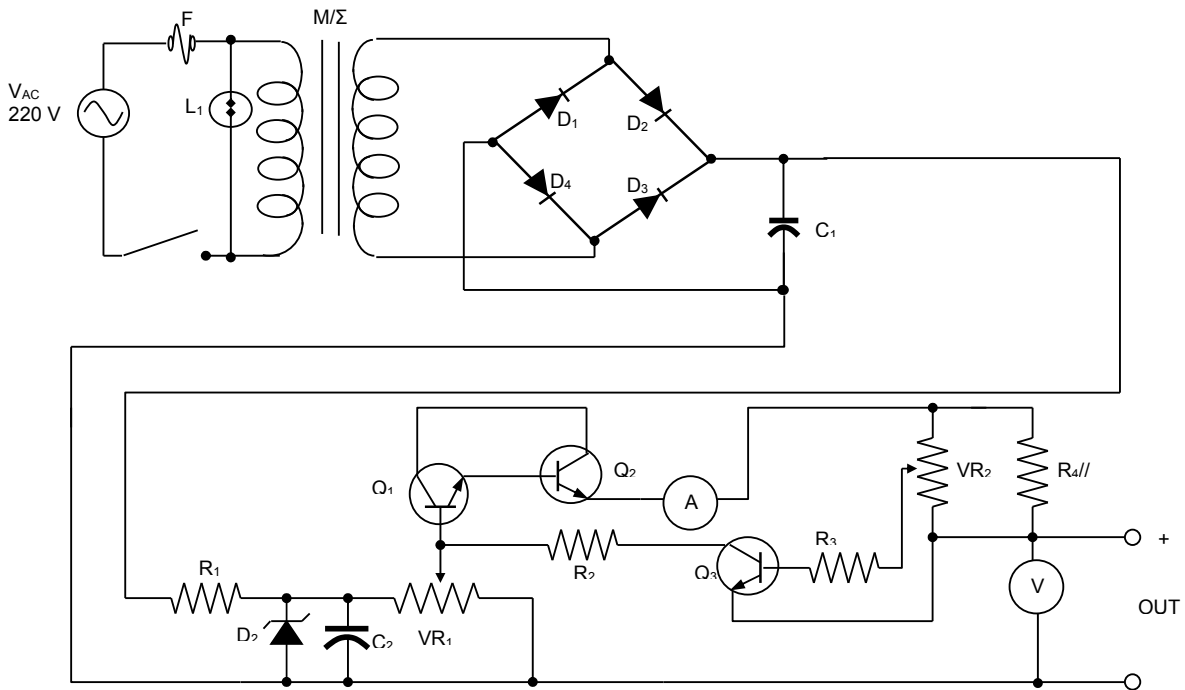 F
M/Σ
VAC
220 V
L1
D1
D2
D4
D3
C1
Q1
Q2
A
VR2
R4//
+
R2
Q3
R3
V
OUT
R1
D2
C2
VR1